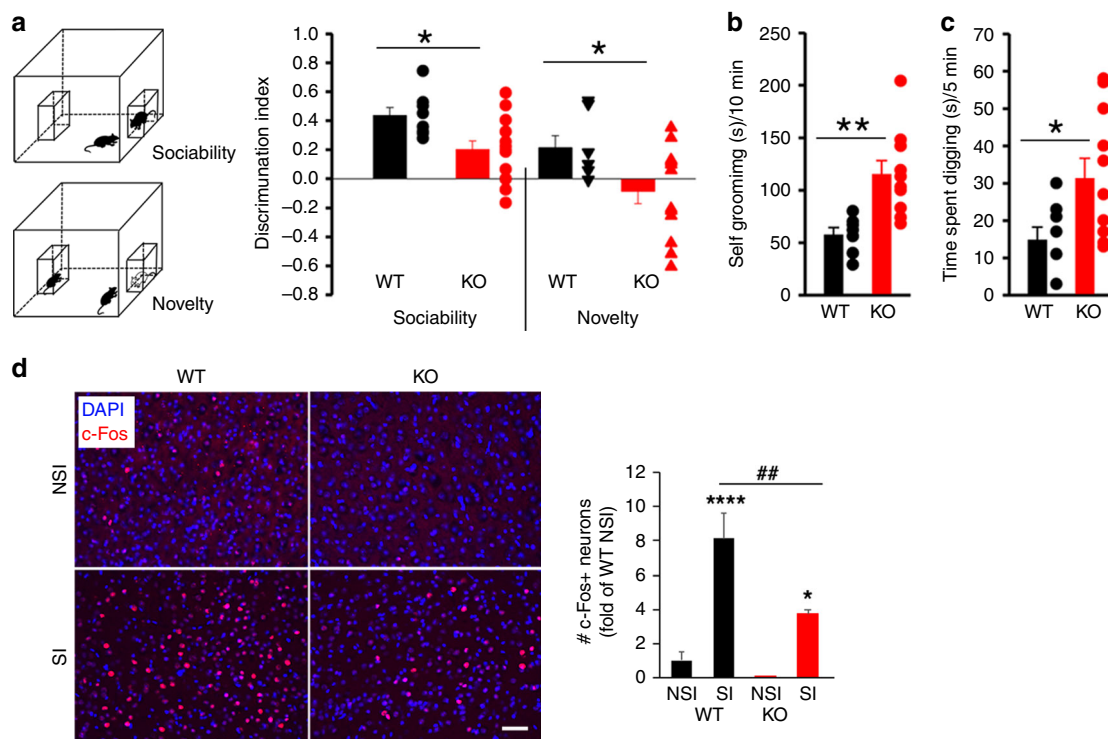 a
Sociability
Novelty
Discrimunation index
0.1
0.8
0.6
0.4
0.2
0.0
−0.2
−0.4
−0.6
−0.8
*
*
WT
KO
WT
KO
Sociability
Novelty
b
Self grooming (s)/10 min
250
200
150
100
50
0
**
WT
KO
c
Time spent digging (s)/5 min
70
60
50
40
30
20
10
0
*
WT
KO
d
WT
KO
DAPI
c-Fos
NSI
SI
# c-Fos+ neurons
(fold of WT NSI)
12
10
8
6
4
2
0
****
##
*
NSI SI NSI SI
WT KO